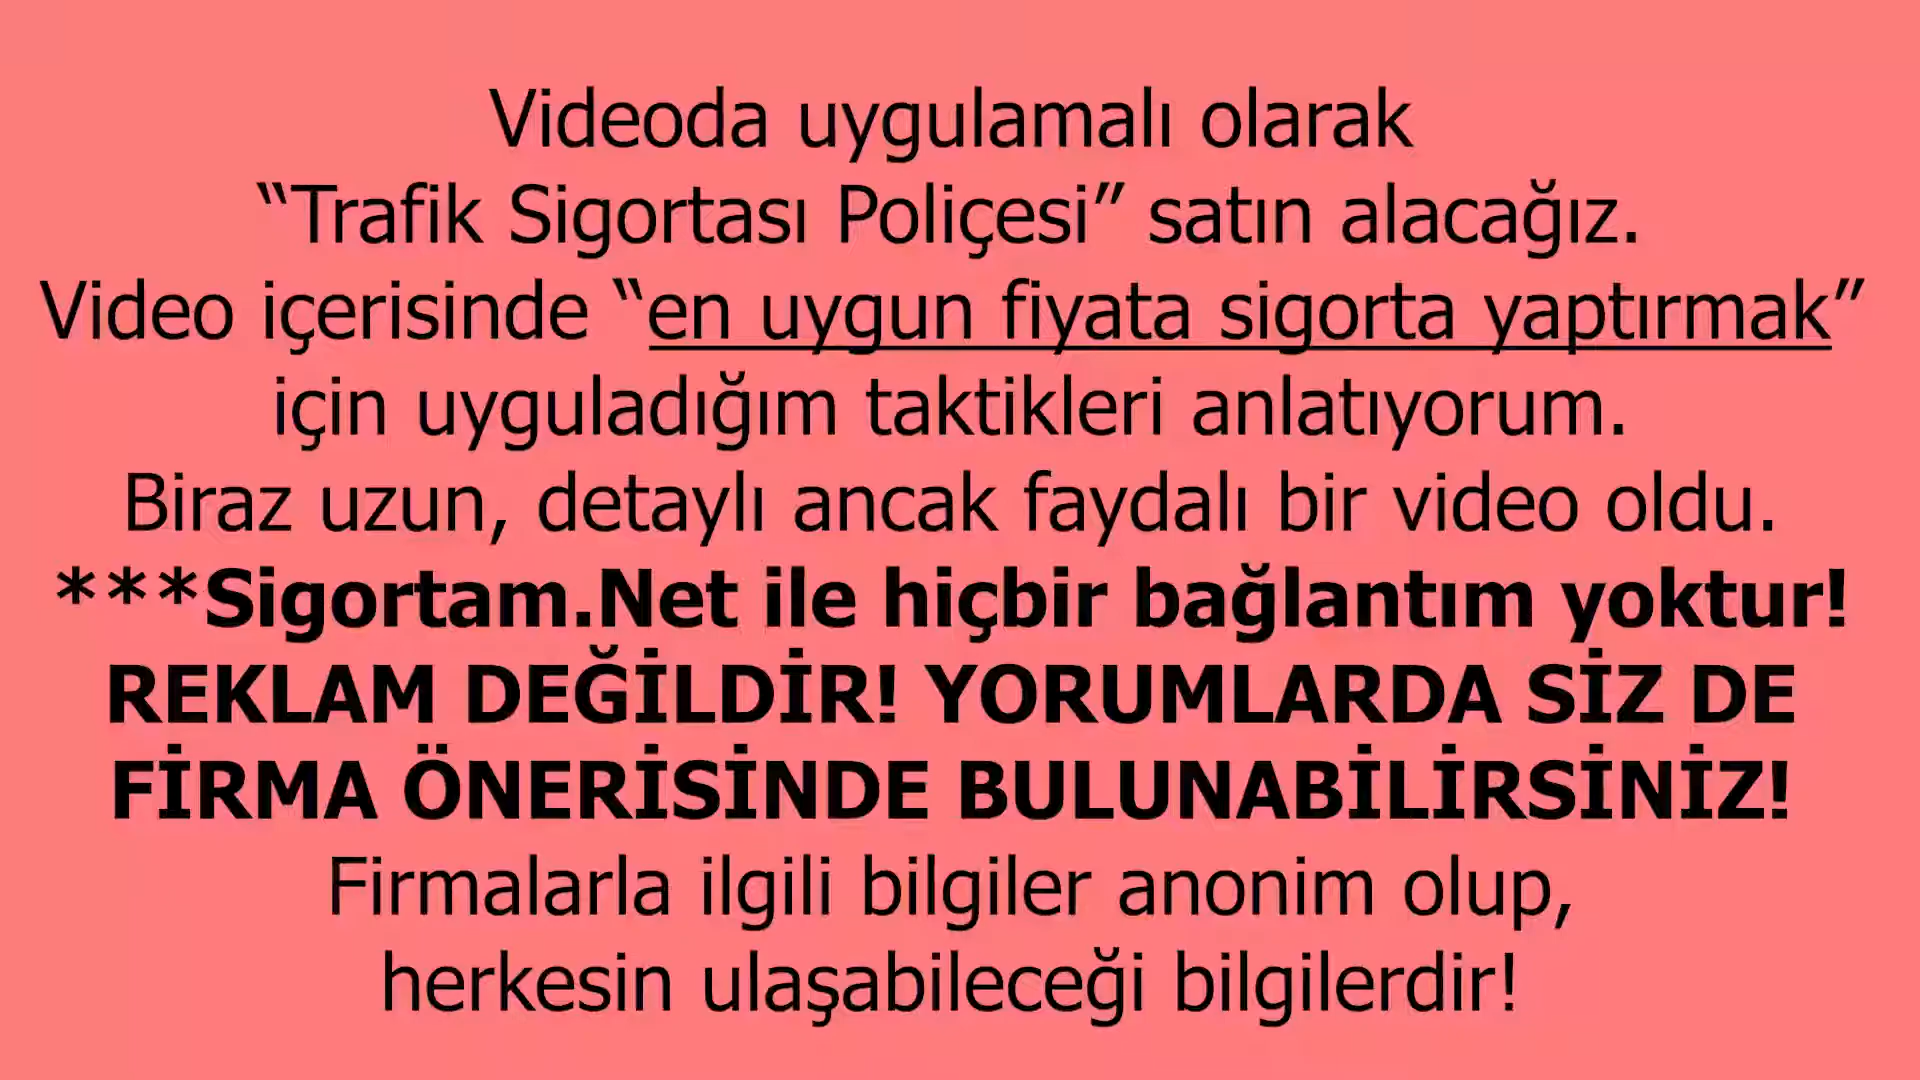 Videoda uygulamalı olarak
“Trafik Sigortası Poliçesi” satın alacağız.
Video içerisinde “en uygun fiyata sigorta yaptırmak”
için uyguladığım taktikleri anlatıyorum.
Biraz uzun, detaylı ancak faydalı bir video oldu.
***Sigortam.Net ile hiçbir bağlantım yoktur!
REKLAM DEĞİLDİR! YORUMLARDA SİZ DE
FİRMA ÖNERİSİNDE BULUNABİLİRSİNİZ!
Firmalarla ilgili bilgiler anonim olup,
herkesin ulaşabileceği bilgilerdir!